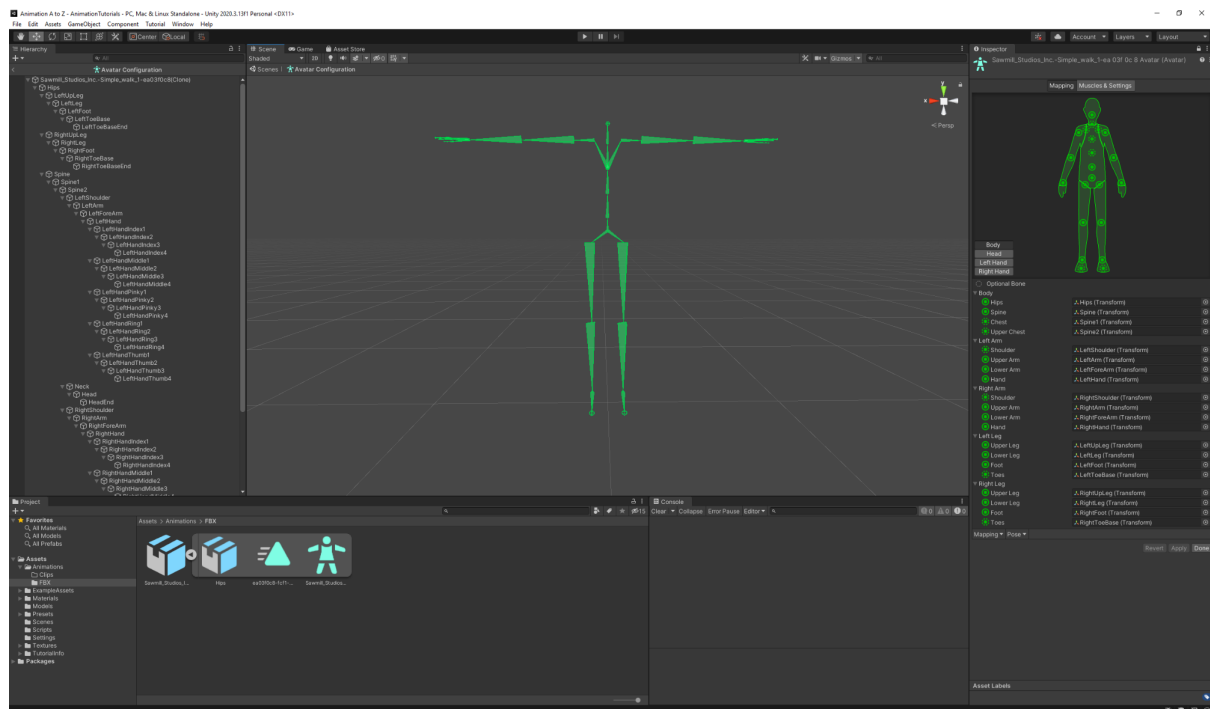 Animation A to Z - AnimationTutorials - PC, Mac & Linux Standalone - Unity 2020.3.13f1 Personal <DX11>
File Edit Assets GameObject Component Tutorial Window Help
Center Local
Account Layers Layout
Hierarchy
All
Avatar Configuration
Sawmill_Studios_Inc.-Simple_walk_1-ea03f0c8(Clone)
Hips
LeftUpLeg
LeftLeg
LeftFoot
LeftToeBase
LeftToeBaseEnd
RightUpLeg
RightLeg
RightFoot
RightToeBase
RightToeBaseEnd
Spine
Spine1
Spine2
LeftShoulder
LeftArm
LeftForeArm
LeftHand
LeftHandIndex1
LeftHandIndex2
LeftHandIndex3
LeftHandIndex4
LeftHandMiddle1
LeftHandMiddle2
LeftHandMiddle3
LeftHandMiddle4
LeftHandPinky1
LeftHandPinky2
LeftHandPinky3
LeftHandPinky4
LeftHandRing1
LeftHandRing2
LeftHandRing3
LeftHandRing4
LeftHandThumb1
LeftHandThumb2
LeftHandThumb3
LeftHandThumb4
Neck
Head
HeadEnd
RightShoulder
RightArm
RightForeArm
RightHand
RightHandIndex1
RightHandIndex2
RightHandIndex3
RightHandIndex4
RightHandMiddle1
RightHandMiddle2
RightHandMiddle3
Scene Game Asset Store
Shaded 2D 0 Gizmos All
Scenes Avatar Configuration
y
x
Persp
Inspector
Sawmill_Studios_Inc.-Simple_walk_1-ea 03f 0c 8 Avatar (Avatar)
Mapping Muscles & Settings
Body
Head
Left Hand
Right Hand
Optional Bone
Body
Hips Hips (Transform)
Spine Spine (Transform)
Chest Spine1 (Transform)
Upper Chest Spine2 (Transform)
Left Arm
Shoulder LeftShoulder (Transform)
Upper Arm LeftArm (Transform)
Lower Arm LeftForeArm (Transform)
Hand LeftHand (Transform)
Right Arm
Shoulder RightShoulder (Transform)
Upper Arm RightArm (Transform)
Lower Arm RightForeArm (Transform)
Hand RightHand (Transform)
Left Leg
Upper Leg LeftUpLeg (Transform)
Lower Leg LeftLeg (Transform)
Foot LeftFoot (Transform)
Toes LeftToeBase (Transform)
Right Leg
Upper Leg RightUpLeg (Transform)
Lower Leg RightLeg (Transform)
Foot RightFoot (Transform)
Toes RightToeBase (Transform)
Mapping Pose
Revert Apply Done
Asset Labels
Project
15
Favorites
All Materials
All Models
All Prefabs
Assets
Animations
Clips
FBX
ExampleAssets
Materials
Models
Presets
Scenes
Scripts
Settings
Textures
TutorialInfo
Packages
Assets > Animations > FBX
Sawmill_Studios_I... Hips ea03f0c8-1cf1-... Sawmill_Studios...
Console
Clear Collapse Error Pause Editor 0 0 0